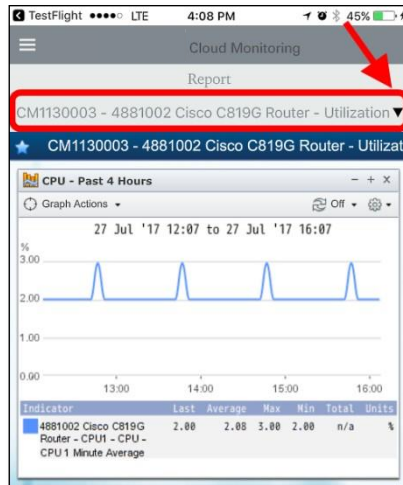 TestFlight LTE 4:08 PM 45%
Cloud Monitoring
Report
CM1130003 - 4881002 Cisco C819G Router - Utilization
CM1130003 - 4881002 Cisco C819G Router - Utilizat
CPU - Past 4 Hours
Graph Actions Off
27 Jul '17 12:07 to 27 Jul '17 16:07
%
3.00
2.00
1.00
0.00
13:00 14:00 15:00 16:00
Indicator Last Average Max Min Total Units
4881002 Cisco C819G 2.00 2.08 3.00 2.00 n/a %
Router - CPU1 - CPU -
CPU 1 Minute Average